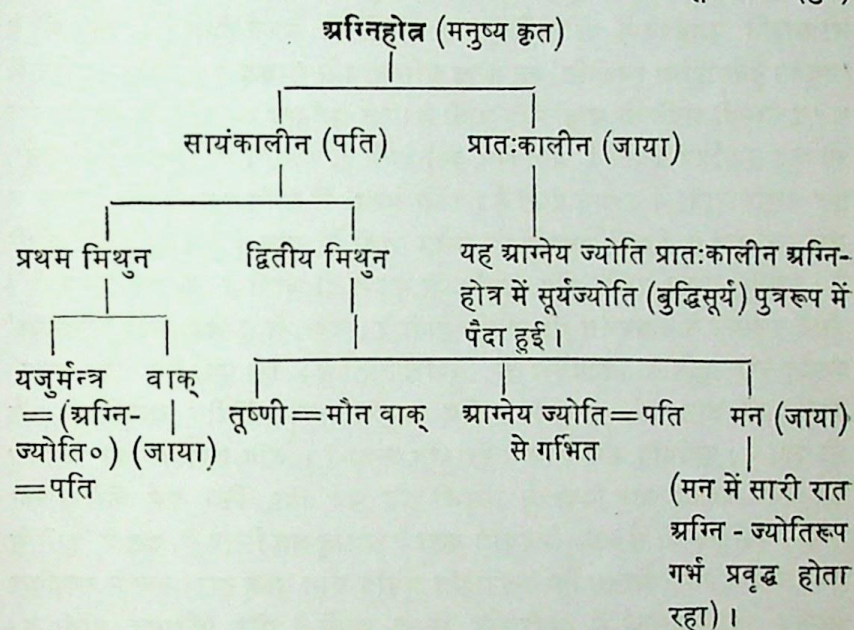 अग्निहोत्र (मनुष्य कृत)
सायंकालीन (पति) प्रातःकालीन (जाया)
प्रथम मिथुन द्वितीय मिथुन यह आग्नेय ज्योति प्रातःकालीन अग्नि-
होत्र में सूर्यज्योति (बुद्धिसूर्य) पुत्ररूप में
पैदा हुई ।
यजुर्मन्त्र वाक्
=(अग्नि- तूष्णी=मौन वाक् आग्नेय ज्योति=पति मन (जाया)
ज्योति०) (जाया) से गर्भित
=पति (मन में सारी रात
अग्नि - ज्योतिरूप
गर्भ प्रवृद्ध होता
रहा) ।